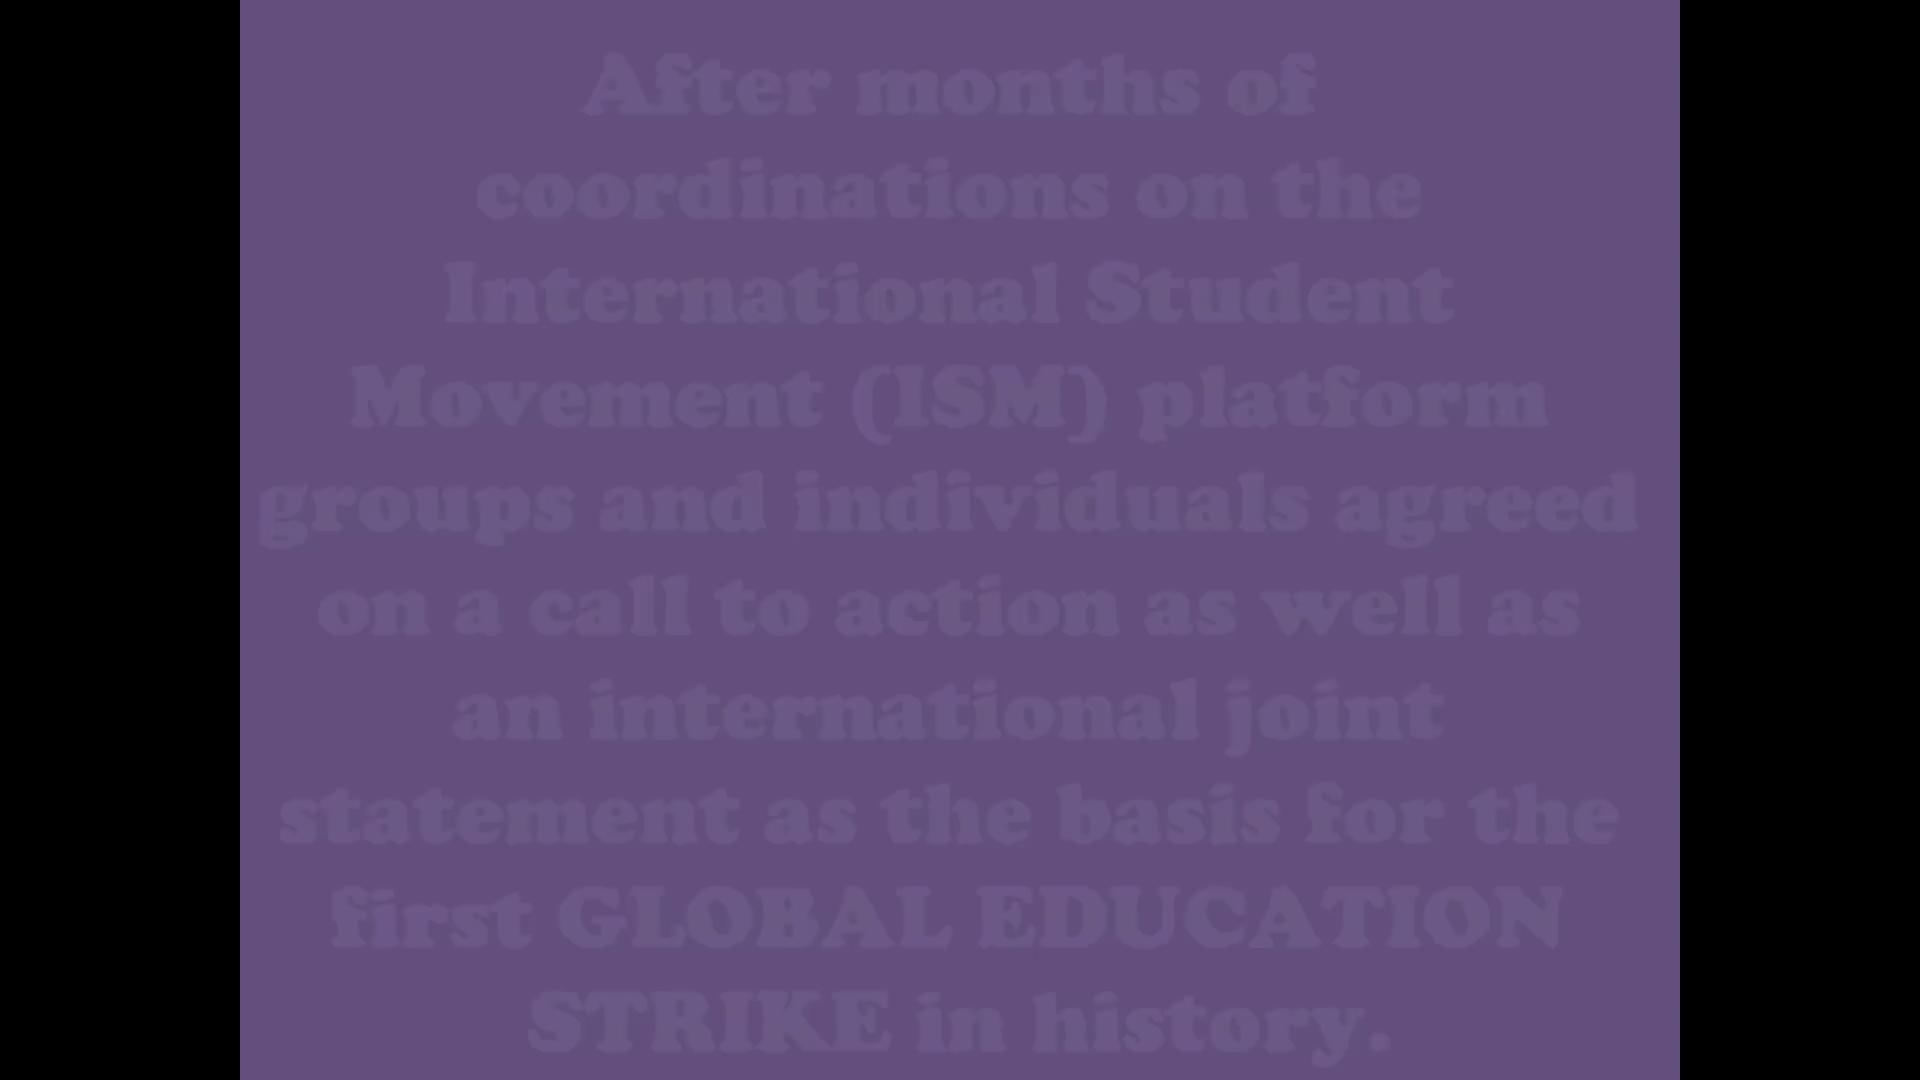 After months of
coordinations on the
International Student
Movement (ISM) platform
groups and individuals agreed
on a call to action as well as
an international joint
statement as the basis for the
first GLOBAL EDUCATION
STRIKE in history.